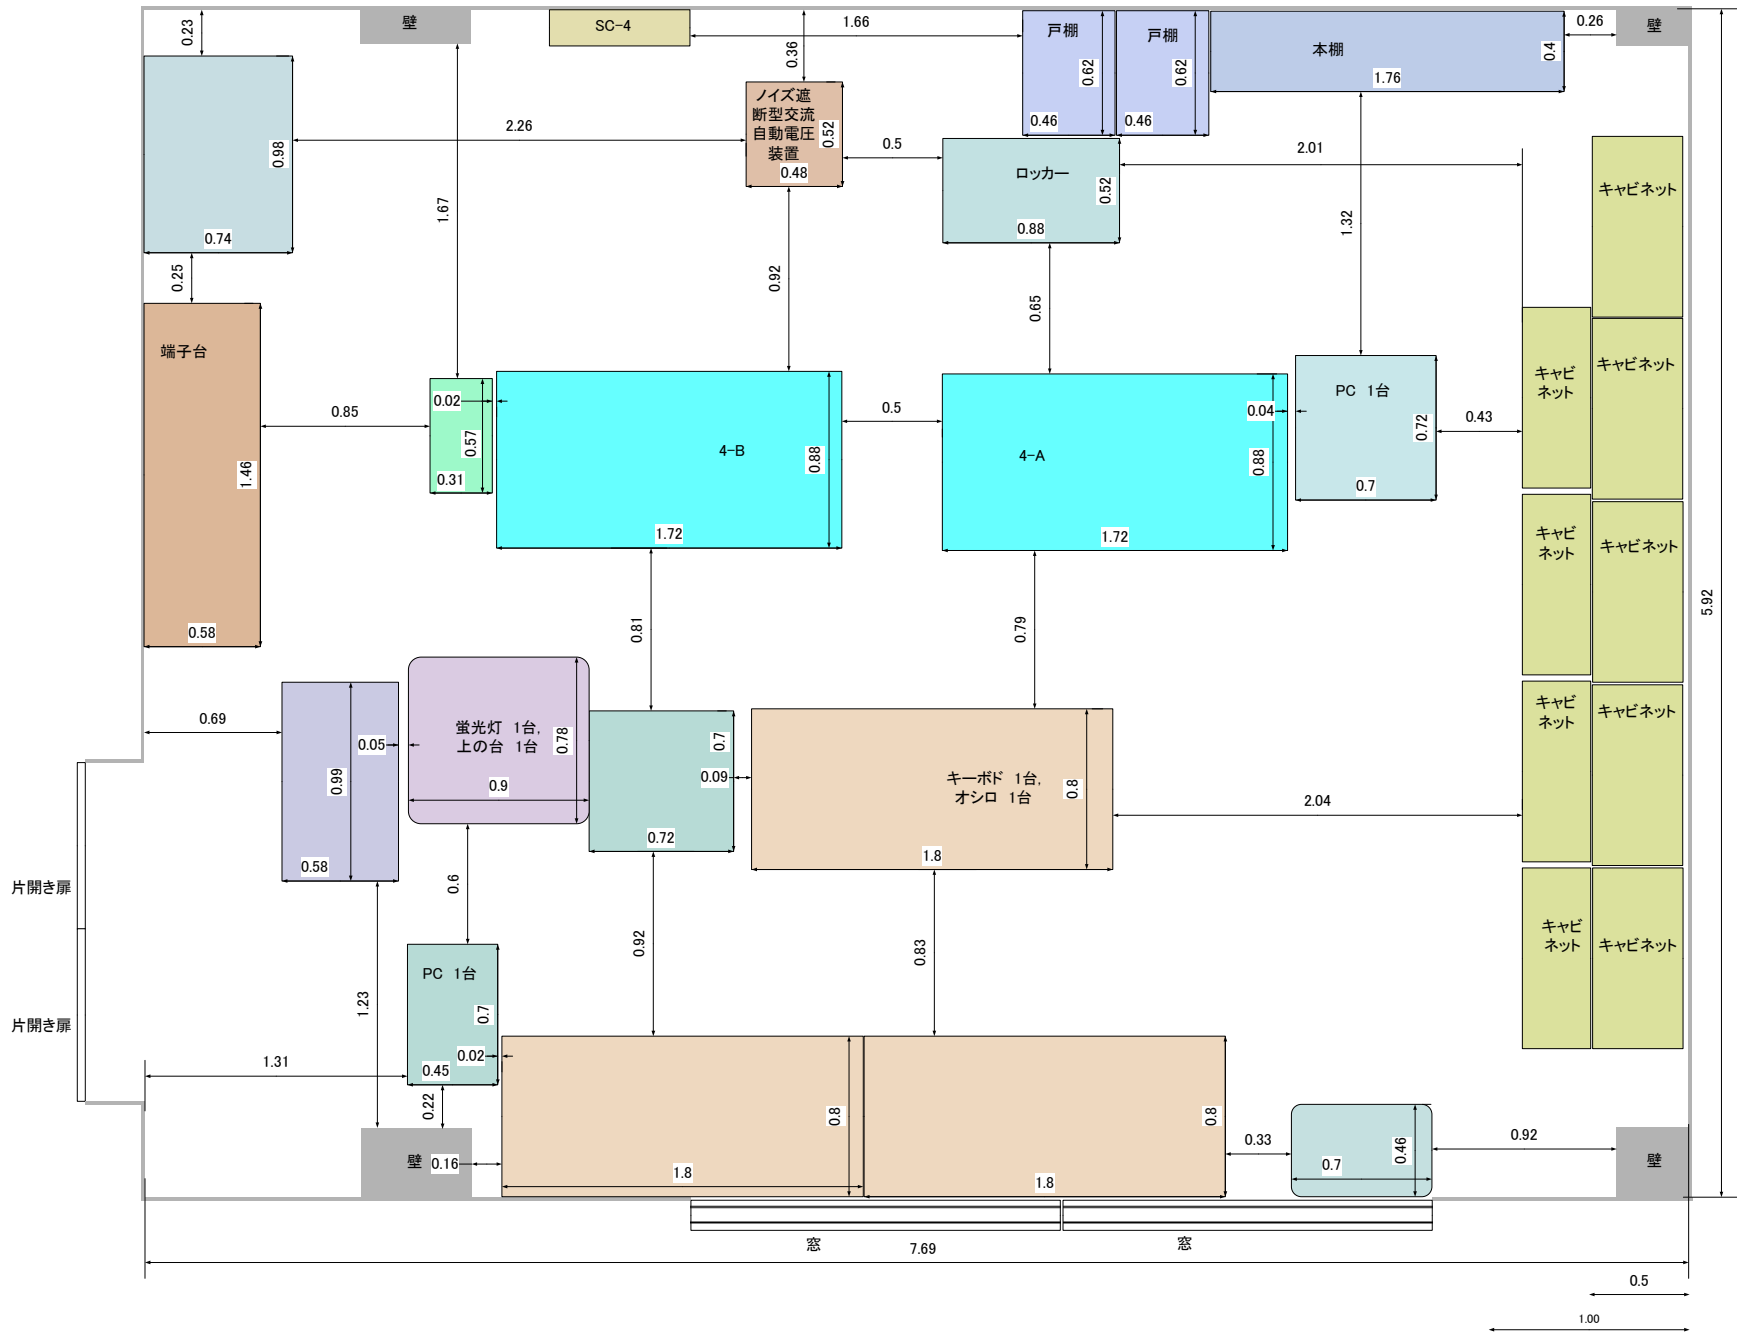 壁
SC-4
戸棚
戸棚
本棚
壁
0.23
0.36
1.66
0.62
0.62
0.4
0.26
1.76
0.46
0.46
ノイズ遮
断型交流
自動電圧
装置
0.52
0.48
0.98
2.26
0.5
ロッカー
0.52
2.01
0.88
キャビネット
0.74
1.67
0.92
0.65
1.32
0.25
端子台
1.46
0.58
0.85
0.02
0.57
0.31
4-B
0.88
1.72
0.5
4-A
0.04
0.88
1.72
PC 1台
0.72
0.7
0.43
キャビ
ネット
キャビネット
キャビ
ネット
キャビネット
5.92
0.81
0.79
0.69
0.05
0.99
0.58
蛍光灯 1台,
上の台 1台
0.78
0.9
0.7
0.09
0.72
キーボド 1台,
オシロ 1台
0.8
1.8
2.04
キャビ
ネット
キャビネット
片開き扉
0.6
0.92
0.83
キャビ
ネット
キャビネット
片開き扉
1.23
PC 1台
0.7
0.02
0.45
1.31
0.22
壁
0.16
0.8
1.8
0.8
1.8
0.33
0.46
0.7
0.92
壁
窓
窓
7.69
0.5
1.00